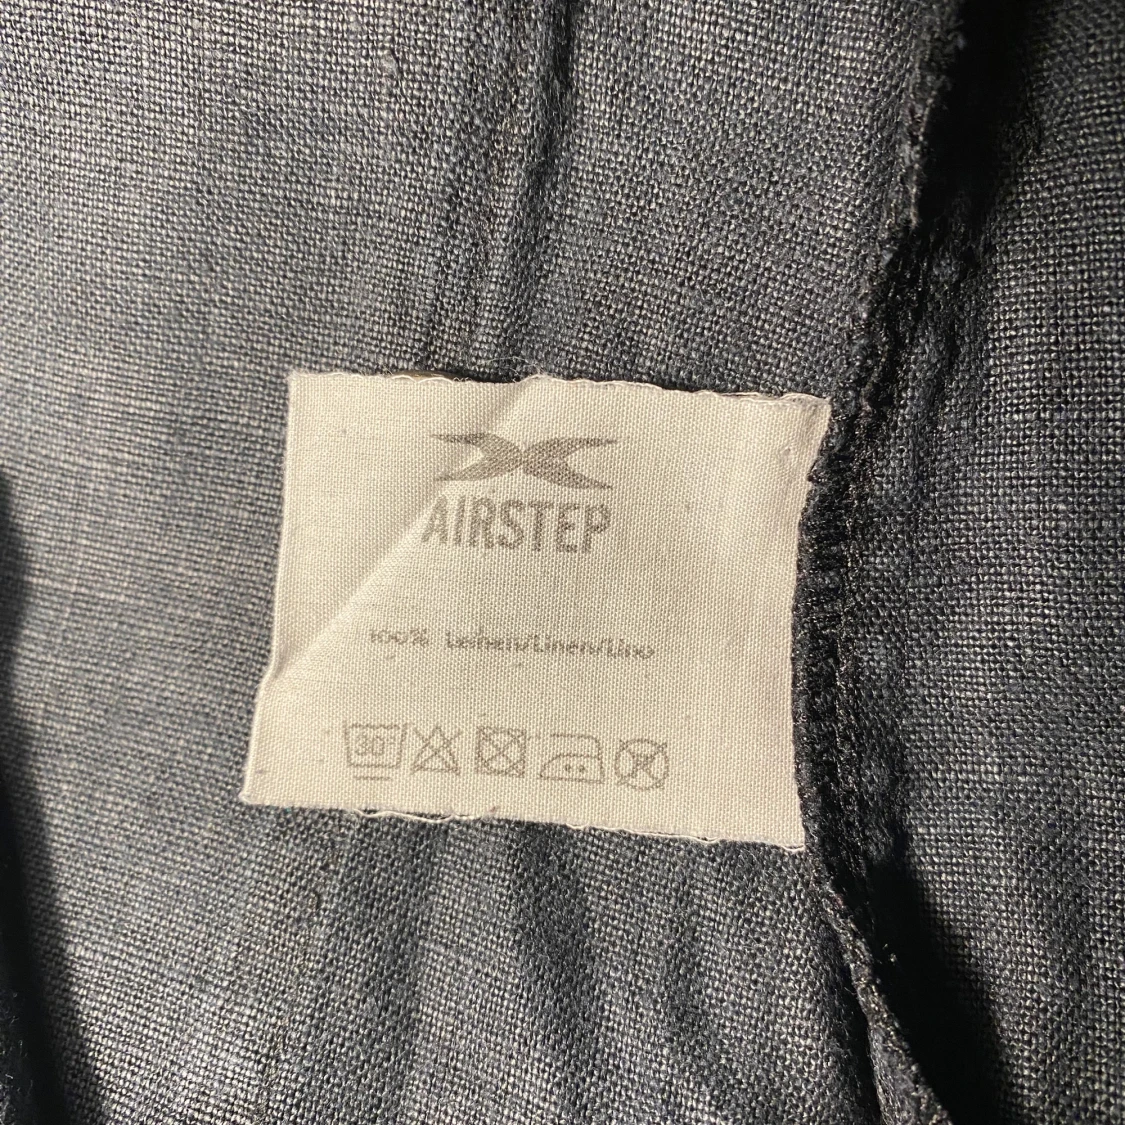 AIRSTEP
100% Leinen/Linen/Lino
30°
P